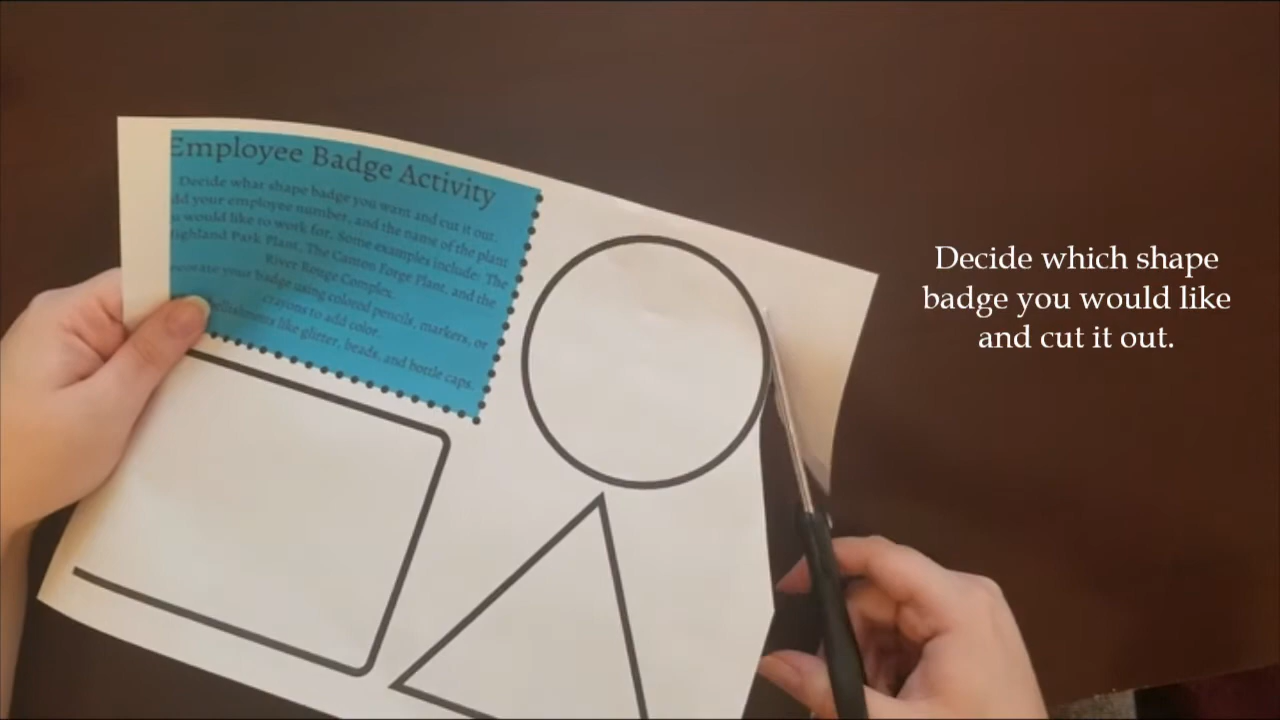 Employee Badge Activity
Decide what shape badge you want and cut it out.
dd your employee number, and the name of the plant
u would like to work for. Some examples include: The
ighland Park Plant, The Canton Forge Plant, and the
River Rouge Complex.
ecorate your badge using colored pencils, markers, or
crayons to add color.
bellishments like glitter, beads, and bottle caps.
Decide which shape
badge you would like
and cut it out.